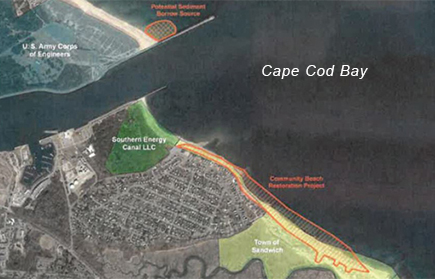 Potential Sediment
Borrow Source
U.S. Army Corps
of Engineers
Cape Cod Bay
Southern Energy
Canal LLC
Community Beach
Restoration Project
Town of
Sandwich